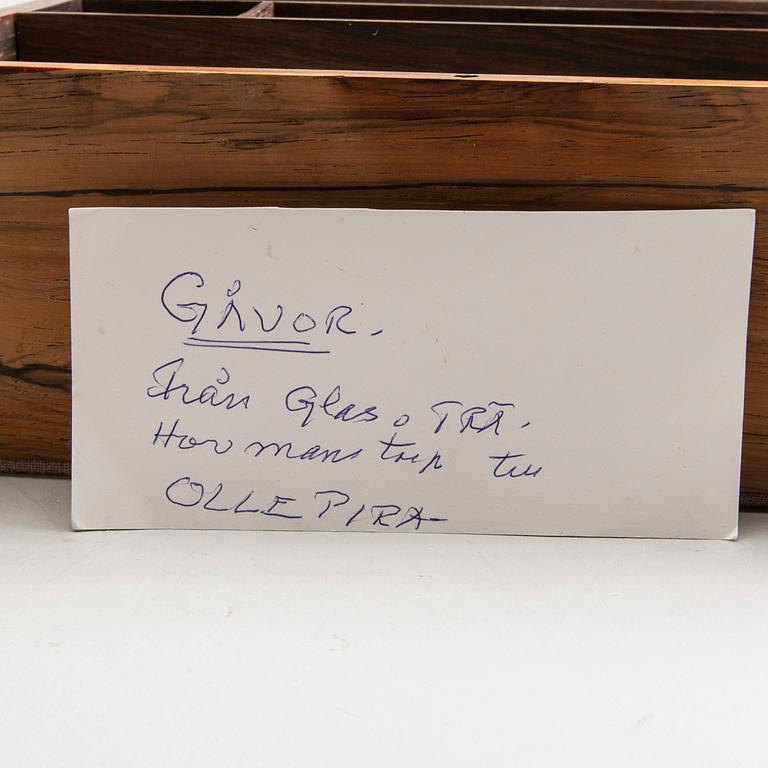 GÅVOR.
Från Glas o TRÄ.
Hovmanstorp till
OLLE PIRA